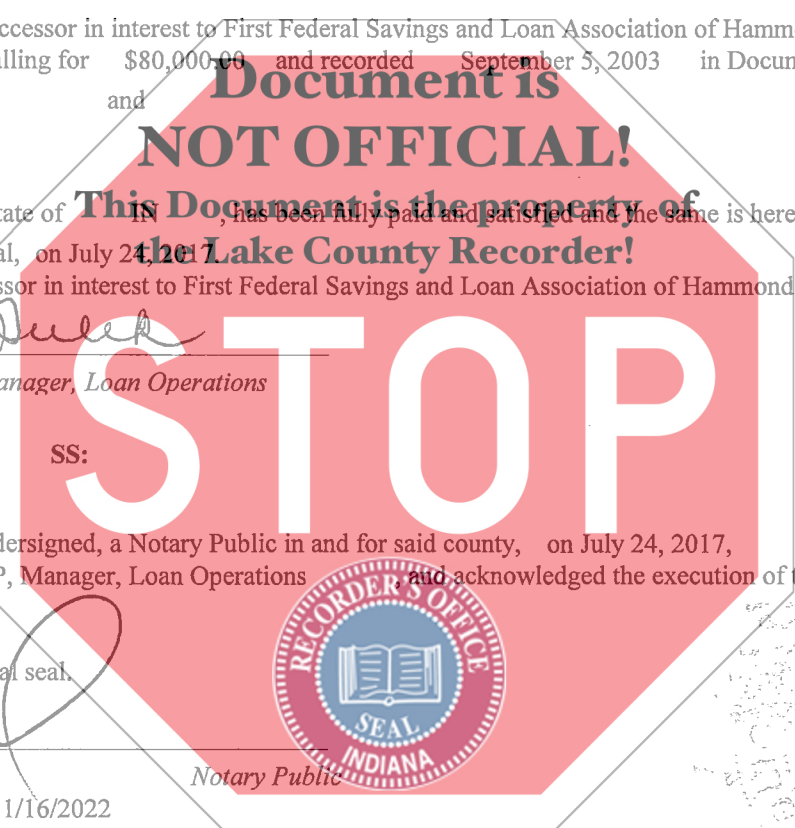 ccessor in interest to First Federal Savings and Loan Association of Hamm
lling for $80,000.00 and recorded September 5, 2003 in Docum
Document is
and
NOT OFFICIAL!
This Document is the property of
tate of IN , has been fully paid and satisfied and the same is here
the Lake County Recorder!
al, on July 24, 2017.
ssor in interest to First Federal Savings and Loan Association of Hammond
STOP
anager, Loan Operations
SS:
dersigned, a Notary Public in and for said county, on July 24, 2017,
P, Manager, Loan Operations , and acknowledged the execution of t
RECORDER'S OFFICE
al seal.
SEAL
INDIANA
Notary Public
1/16/2022